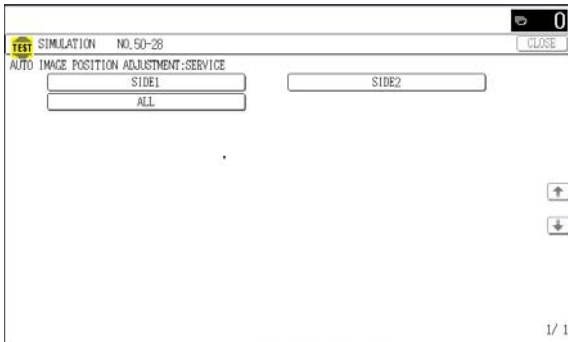 0
TEST SIMULATION NO.50-28 CLOSE
AUTO IMAGE POSITION ADJUSTMENT:SERVICE
SIDE1 SIDE2
ALL
1/ 1